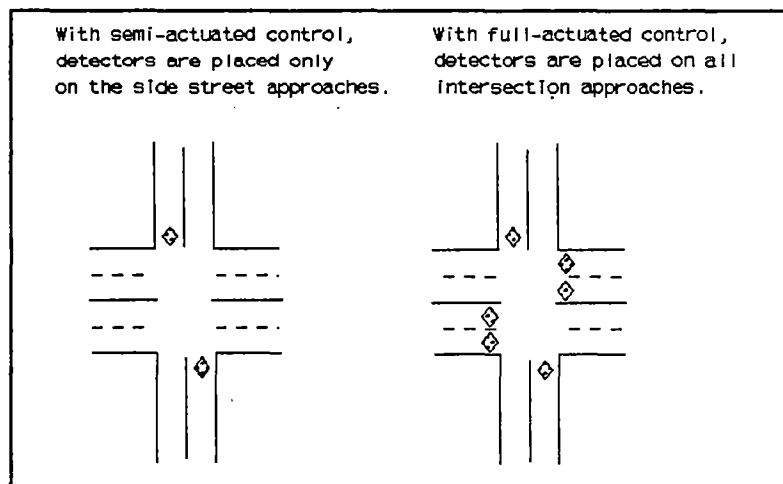 With semi-actuated control,
detectors are placed only
on the side street approaches.
With full-actuated control,
detectors are placed on all
intersection approaches.